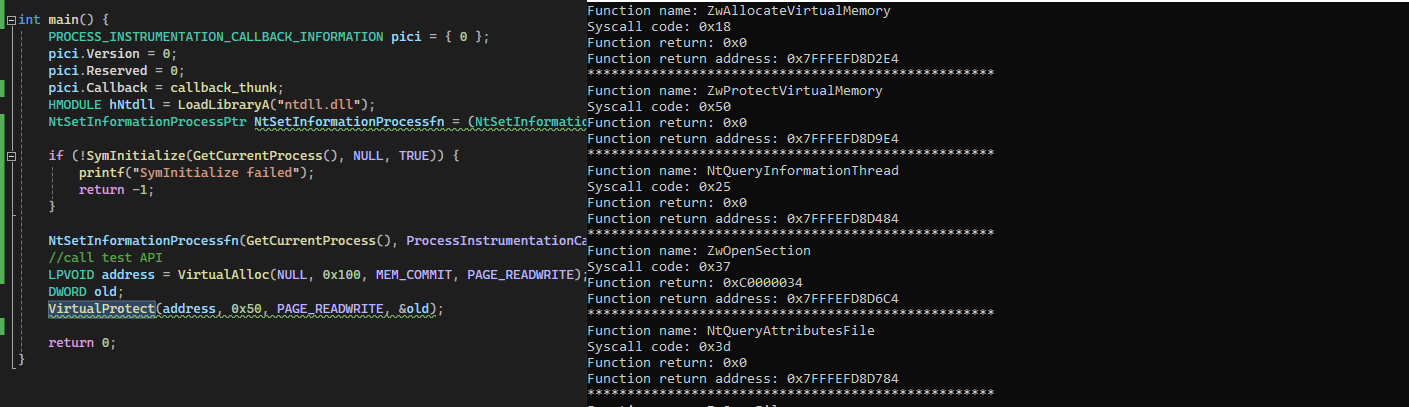 int main() {
PROCESS_INSTRUMENTATION_CALLBACK_INFORMATION pici = { 0 };
pici.Version = 0;
pici.Reserved = 0;
pici.Callback = callback_thunk;
HMODULE hNtdll = LoadLibraryA("ntdll.dll");
NtSetInformationProcessPtr NtSetInformationProcessfn = (NtSetInformatio
if (!SymInitialize(GetCurrentProcess(), NULL, TRUE)) {
printf("SymInitialize failed");
return -1;
}
NtSetInformationProcessfn(GetCurrentProcess(), ProcessInstrumentationCa
//call test API
LPVOID address = VirtualAlloc(NULL, 0x100, MEM_COMMIT, PAGE_READWRITE);
DWORD old;
VirtualProtect(address, 0x50, PAGE_READWRITE, &old);
return 0;
}
Function name: ZwAllocateVirtualMemory
Syscall code: 0x18
Function return: 0x0
Function return address: 0x7FFFEFD8D2E4
***************************************************
Function name: ZwProtectVirtualMemory
Syscall code: 0x50
Function return: 0x0
Function return address: 0x7FFFEFD8D9E4
***************************************************
Function name: NtQueryInformationThread
Syscall code: 0x25
Function return: 0x0
Function return address: 0x7FFFEFD8D484
***************************************************
Function name: ZwOpenSection
Syscall code: 0x37
Function return: 0xC0000034
Function return address: 0x7FFFEFD8D6C4
***************************************************
Function name: NtQueryAttributesFile
Syscall code: 0x3d
Function return: 0x0
Function return address: 0x7FFFEFD8D784
***************************************************